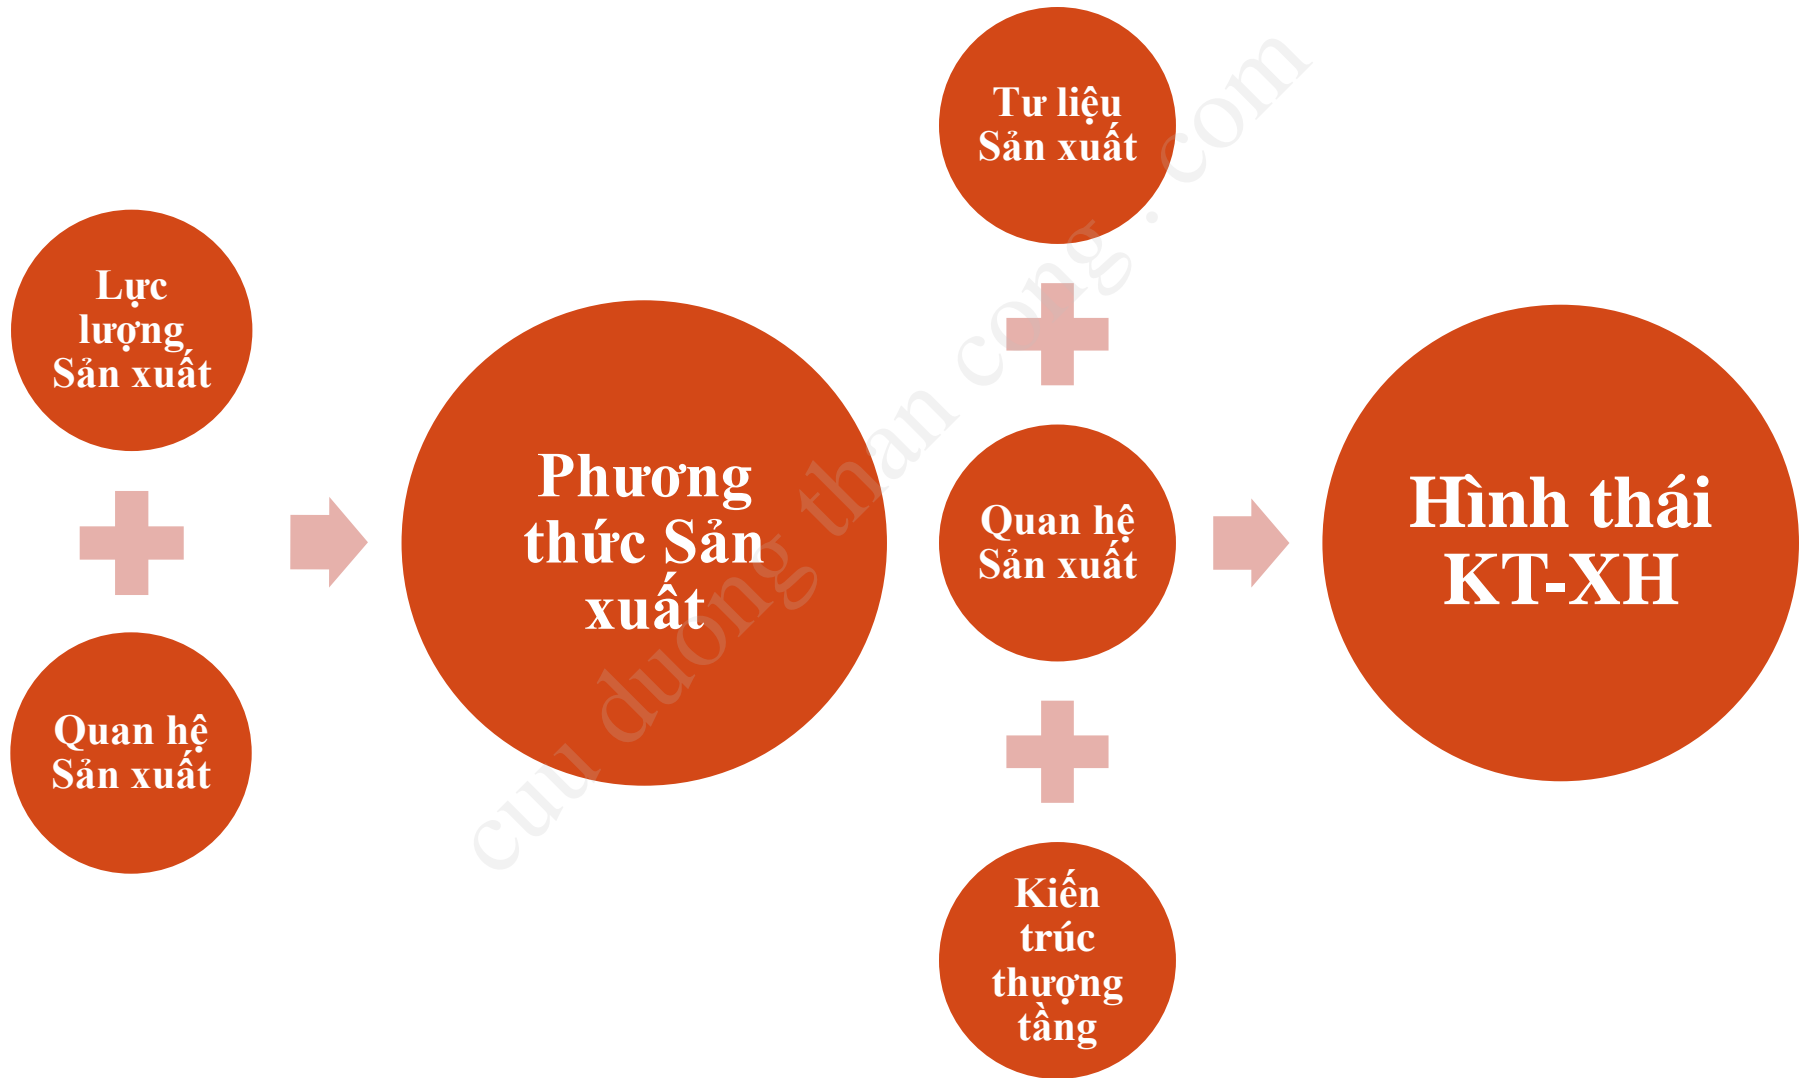 Lực
lượng
Sản xuất
Quan hệ
Sản xuất
Phương
thức Sản
xuất
Tư liệu
Sản xuất
Quan hệ
Sản xuất
Kiến
trúc
thượng
tầng
Hình thái
KT-XH
cuu duong than cong . com